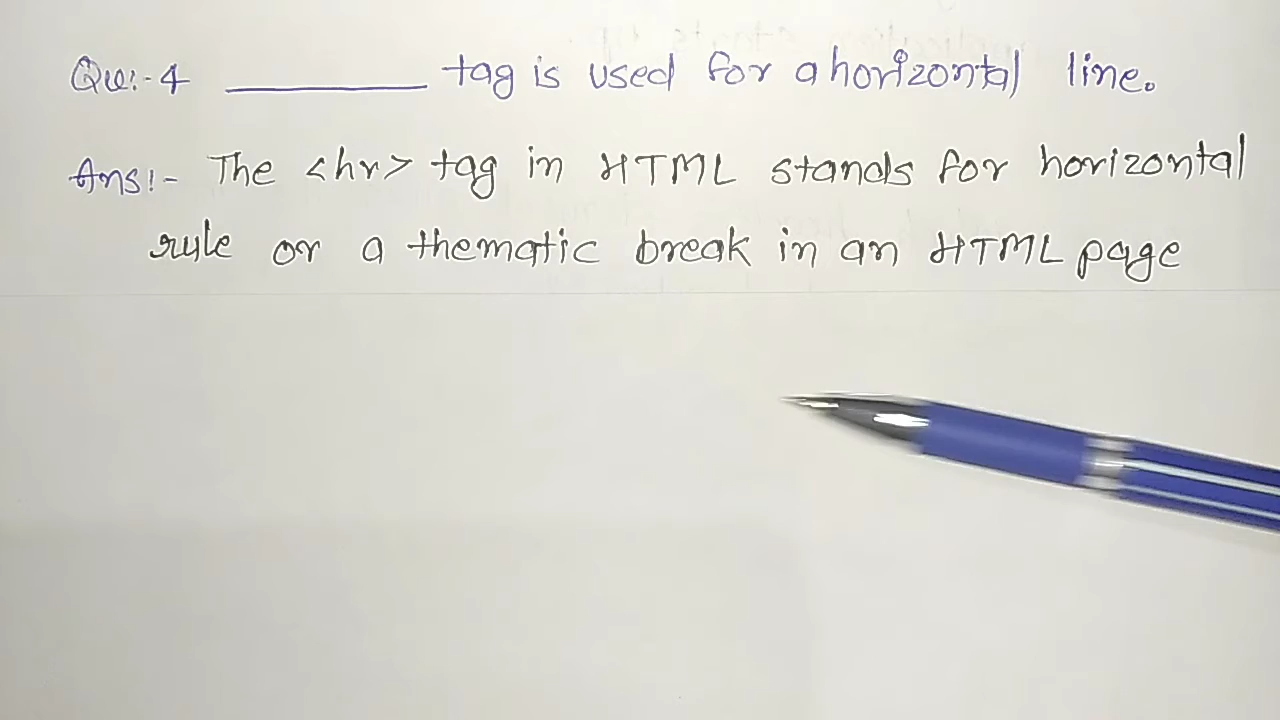 Que:-4 __________ tag is used for a horizontal line.
Ans:- The <hr> tag in HTML stands for horizontal
rule or a thematic break in an HTML page